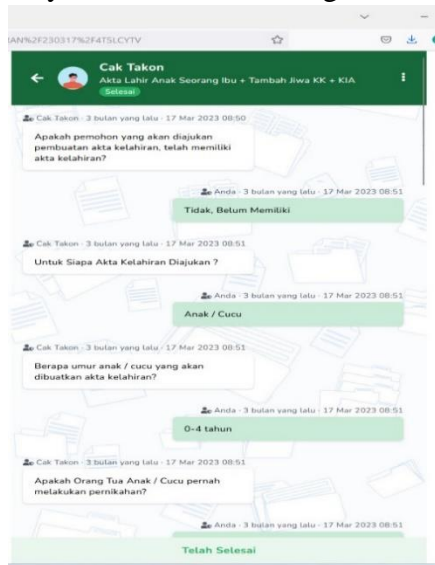 AN%2F230317%2F4TSLCYTV
Cak Takon
Akta Lahir Anak Seorang Ibu + Tambah Jiwa KK + KIA
Selesai
Cak Takon · 3 bulan yang lalu · 17 Mar 2023 08:50
Apakah pemohon yang akan diajukan
pembuatan akta kelahiran, telah memiliki
akta kelahiran?
Anda · 3 bulan yang lalu · 17 Mar 2023 08:51
Tidak, Belum Memiliki
Cak Takon · 3 bulan yang lalu · 17 Mar 2023 08:51
Untuk Siapa Akta Kelahiran Diajukan ?
Anda · 3 bulan yang lalu · 17 Mar 2023 08:51
Anak / Cucu
Cak Takon · 3 bulan yang lalu · 17 Mar 2023 08:51
Berapa umur anak / cucu yang akan
dibuatkan akta kelahiran?
Anda · 3 bulan yang lalu · 17 Mar 2023 08:51
0-4 tahun
Cak Takon · 3 bulan yang lalu · 17 Mar 2023 08:51
Apakah Orang Tua Anak / Cucu pernah
melakukan pernikahan?
Anda · 3 bulan yang lalu · 17 Mar 2023 08:51
Telah Selesai